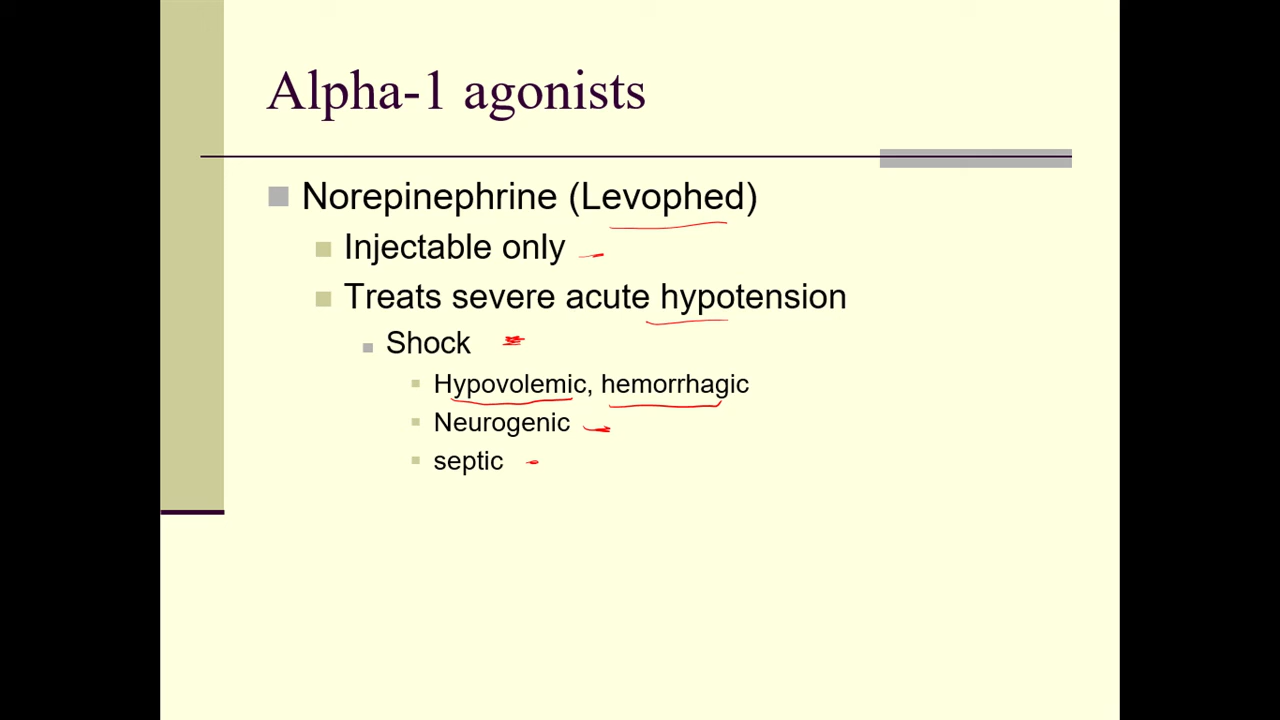 Alpha-1 agonists
Norepinephrine (Levophed)
Injectable only
Treats severe acute hypotension
Shock
Hypovolemic, hemorrhagic
Neurogenic
septic